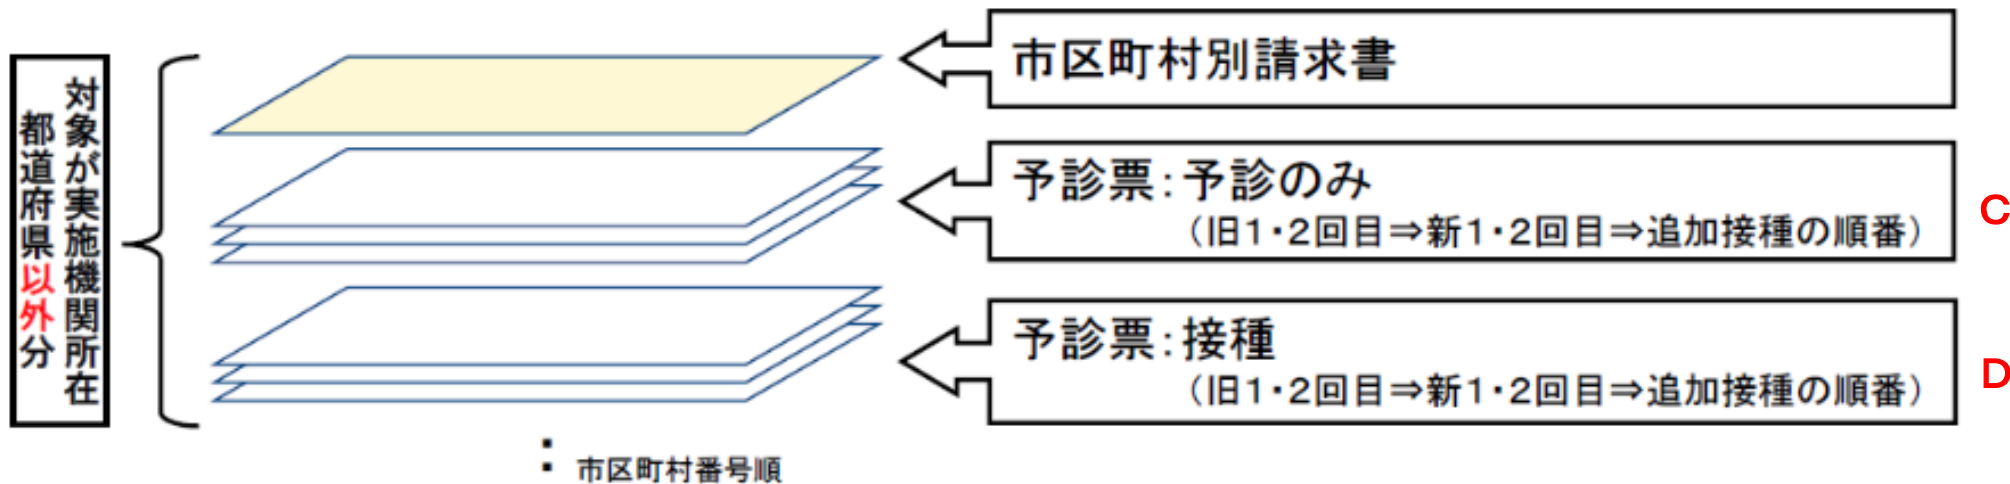 対象が実施機関所在
都道府県以外分
市区町村別請求書
予診票：予診のみ
（旧1・2回目⇒新1・2回目⇒追加接種の順番）
C
予診票：接種
（旧1・2回目⇒新1・2回目⇒追加接種の順番）
D
市区町村番号順